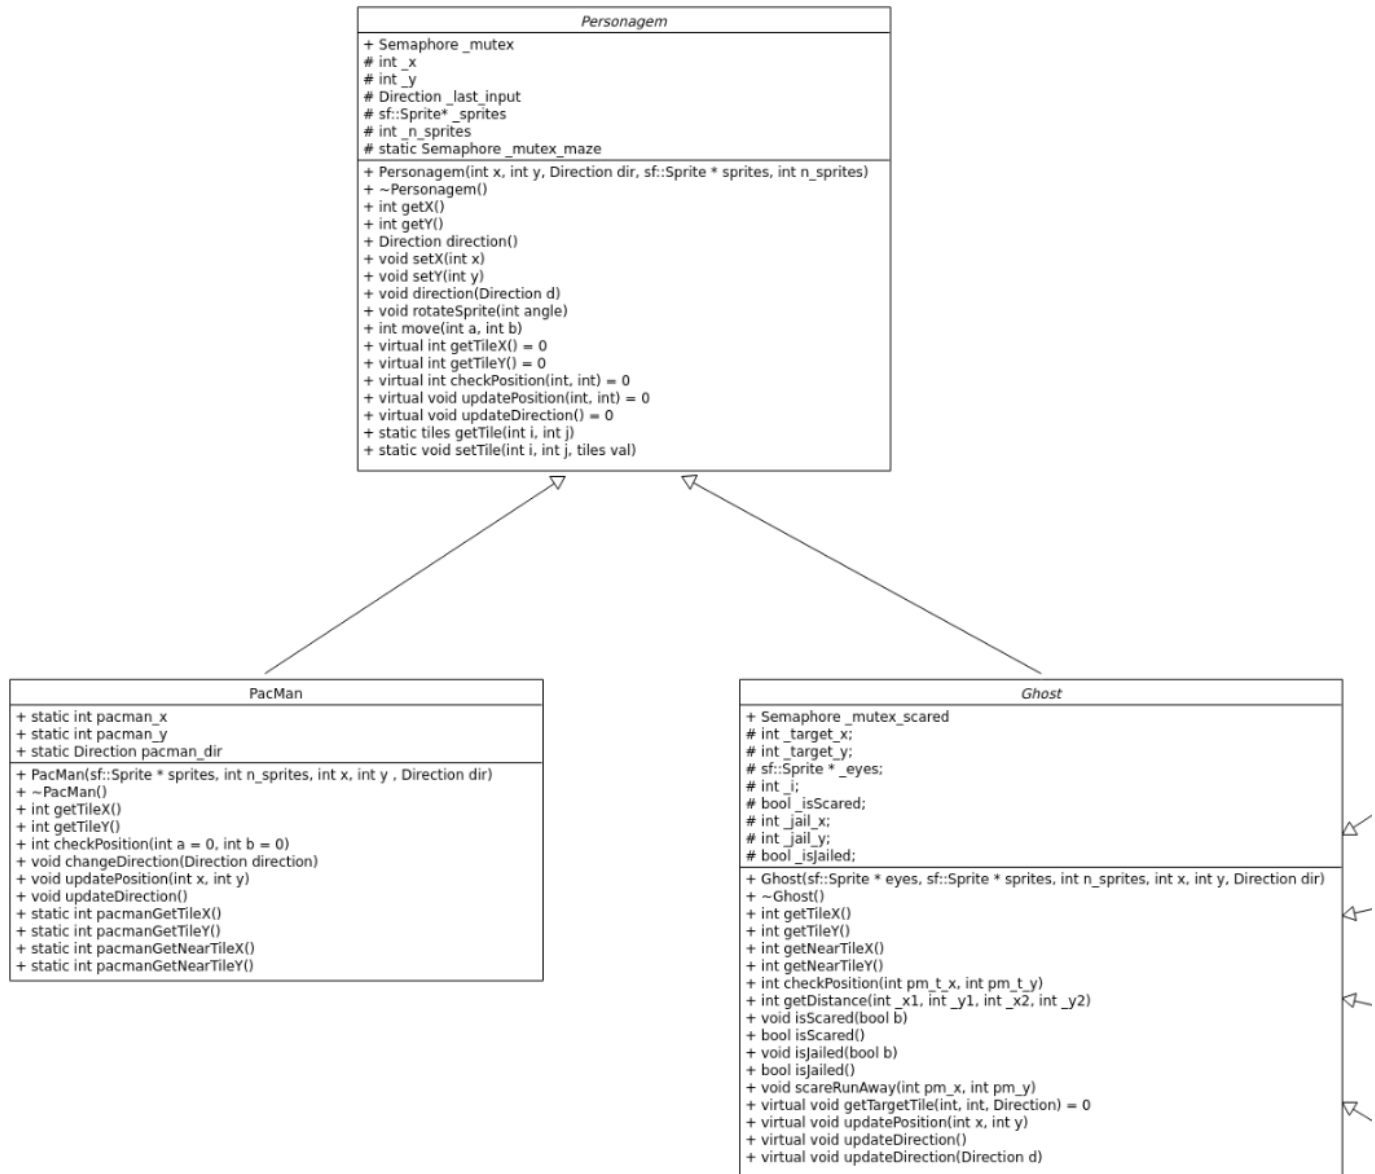 Personagem
+ Semaphore _mutex
# int _x
# int _y
# Direction _last_input
# sf::Sprite* _sprites
# int _n_sprites
# static Semaphore _mutex_maze
+ Personagem(int x, int y, Direction dir, sf::Sprite * sprites, int n_sprites)
+ ~Personagem()
+ int getX()
+ int getY()
+ Direction direction()
+ void setX(int x)
+ void setY(int y)
+ void direction(Direction d)
+ void rotateSprite(int angle)
+ int move(int a, int b)
+ virtual int getTileX() = 0
+ virtual int getTileY() = 0
+ virtual int checkPosition(int, int) = 0
+ virtual void updatePosition(int, int) = 0
+ virtual void updateDirection() = 0
+ static tiles getTile(int i, int j)
+ static void setTile(int i, int j, tiles val)
PacMan
+ static int pacman_x
+ static int pacman_y
+ static Direction pacman_dir
+ PacMan(sf::Sprite * sprites, int n_sprites, int x, int y , Direction dir)
+ ~PacMan()
+ int getTileX()
+ int getTileY()
+ int checkPosition(int a = 0, int b = 0)
+ void changeDirection(Direction direction)
+ void updatePosition(int x, int y)
+ void updateDirection()
+ static int pacmanGetTileX()
+ static int pacmanGetTileY()
+ static int pacmanGetNearTileX()
+ static int pacmanGetNearTileY()
Ghost
+ Semaphore _mutex_scared
# int _target_x;
# int _target_y;
# sf::Sprite * _eyes;
# int _i;
# bool _isScared;
# int _jail_x;
# int _jail_y;
# bool _isJailed;
+ Ghost(sf::Sprite * eyes, sf::Sprite * sprites, int n_sprites, int x, int y, Direction dir)
+ ~Ghost()
+ int getTileX()
+ int getTileY()
+ int getNearTileX()
+ int getNearTileY()
+ int checkPosition(int pm_t_x, int pm_t_y)
+ int getDistance(int _x1, int _y1, int _x2, int _y2)
+ void isScared(bool b)
+ bool isScared()
+ void isJailed(bool b)
+ bool isJailed()
+ void scareRunAway(int pm_x, int pm_y)
+ virtual void getTargetTile(int, int, Direction) = 0
+ virtual void updatePosition(int x, int y)
+ virtual void updateDirection()
+ virtual void updateDirection(Direction d)